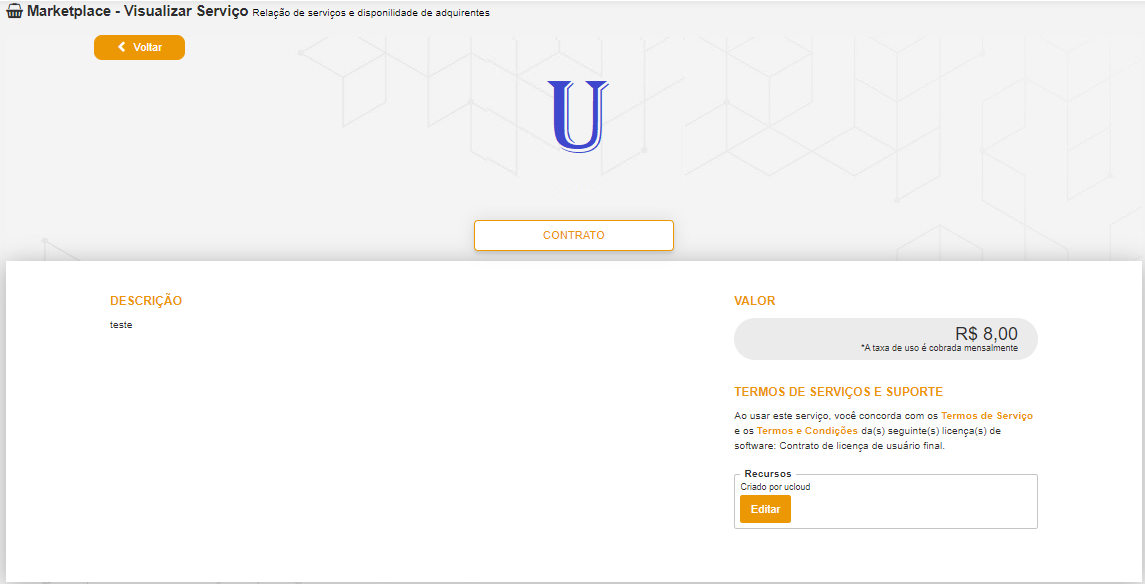 Marketplace - Visualizar Serviço Relação de serviços e disponilidade de adquirentes
Voltar
U
CONTRATO
DESCRIÇÃO
teste
VALOR
R$ 8,00
*A taxa de uso é cobrada mensalmente
TERMOS DE SERVIÇOS E SUPORTE
Ao usar este serviço, você concorda com os Termos de Serviço
e os Termos e Condições da(s) seguinte(s) licença(s) de
software: Contrato de licença de usuário final.
Recursos
Criado por ucloud
Editar